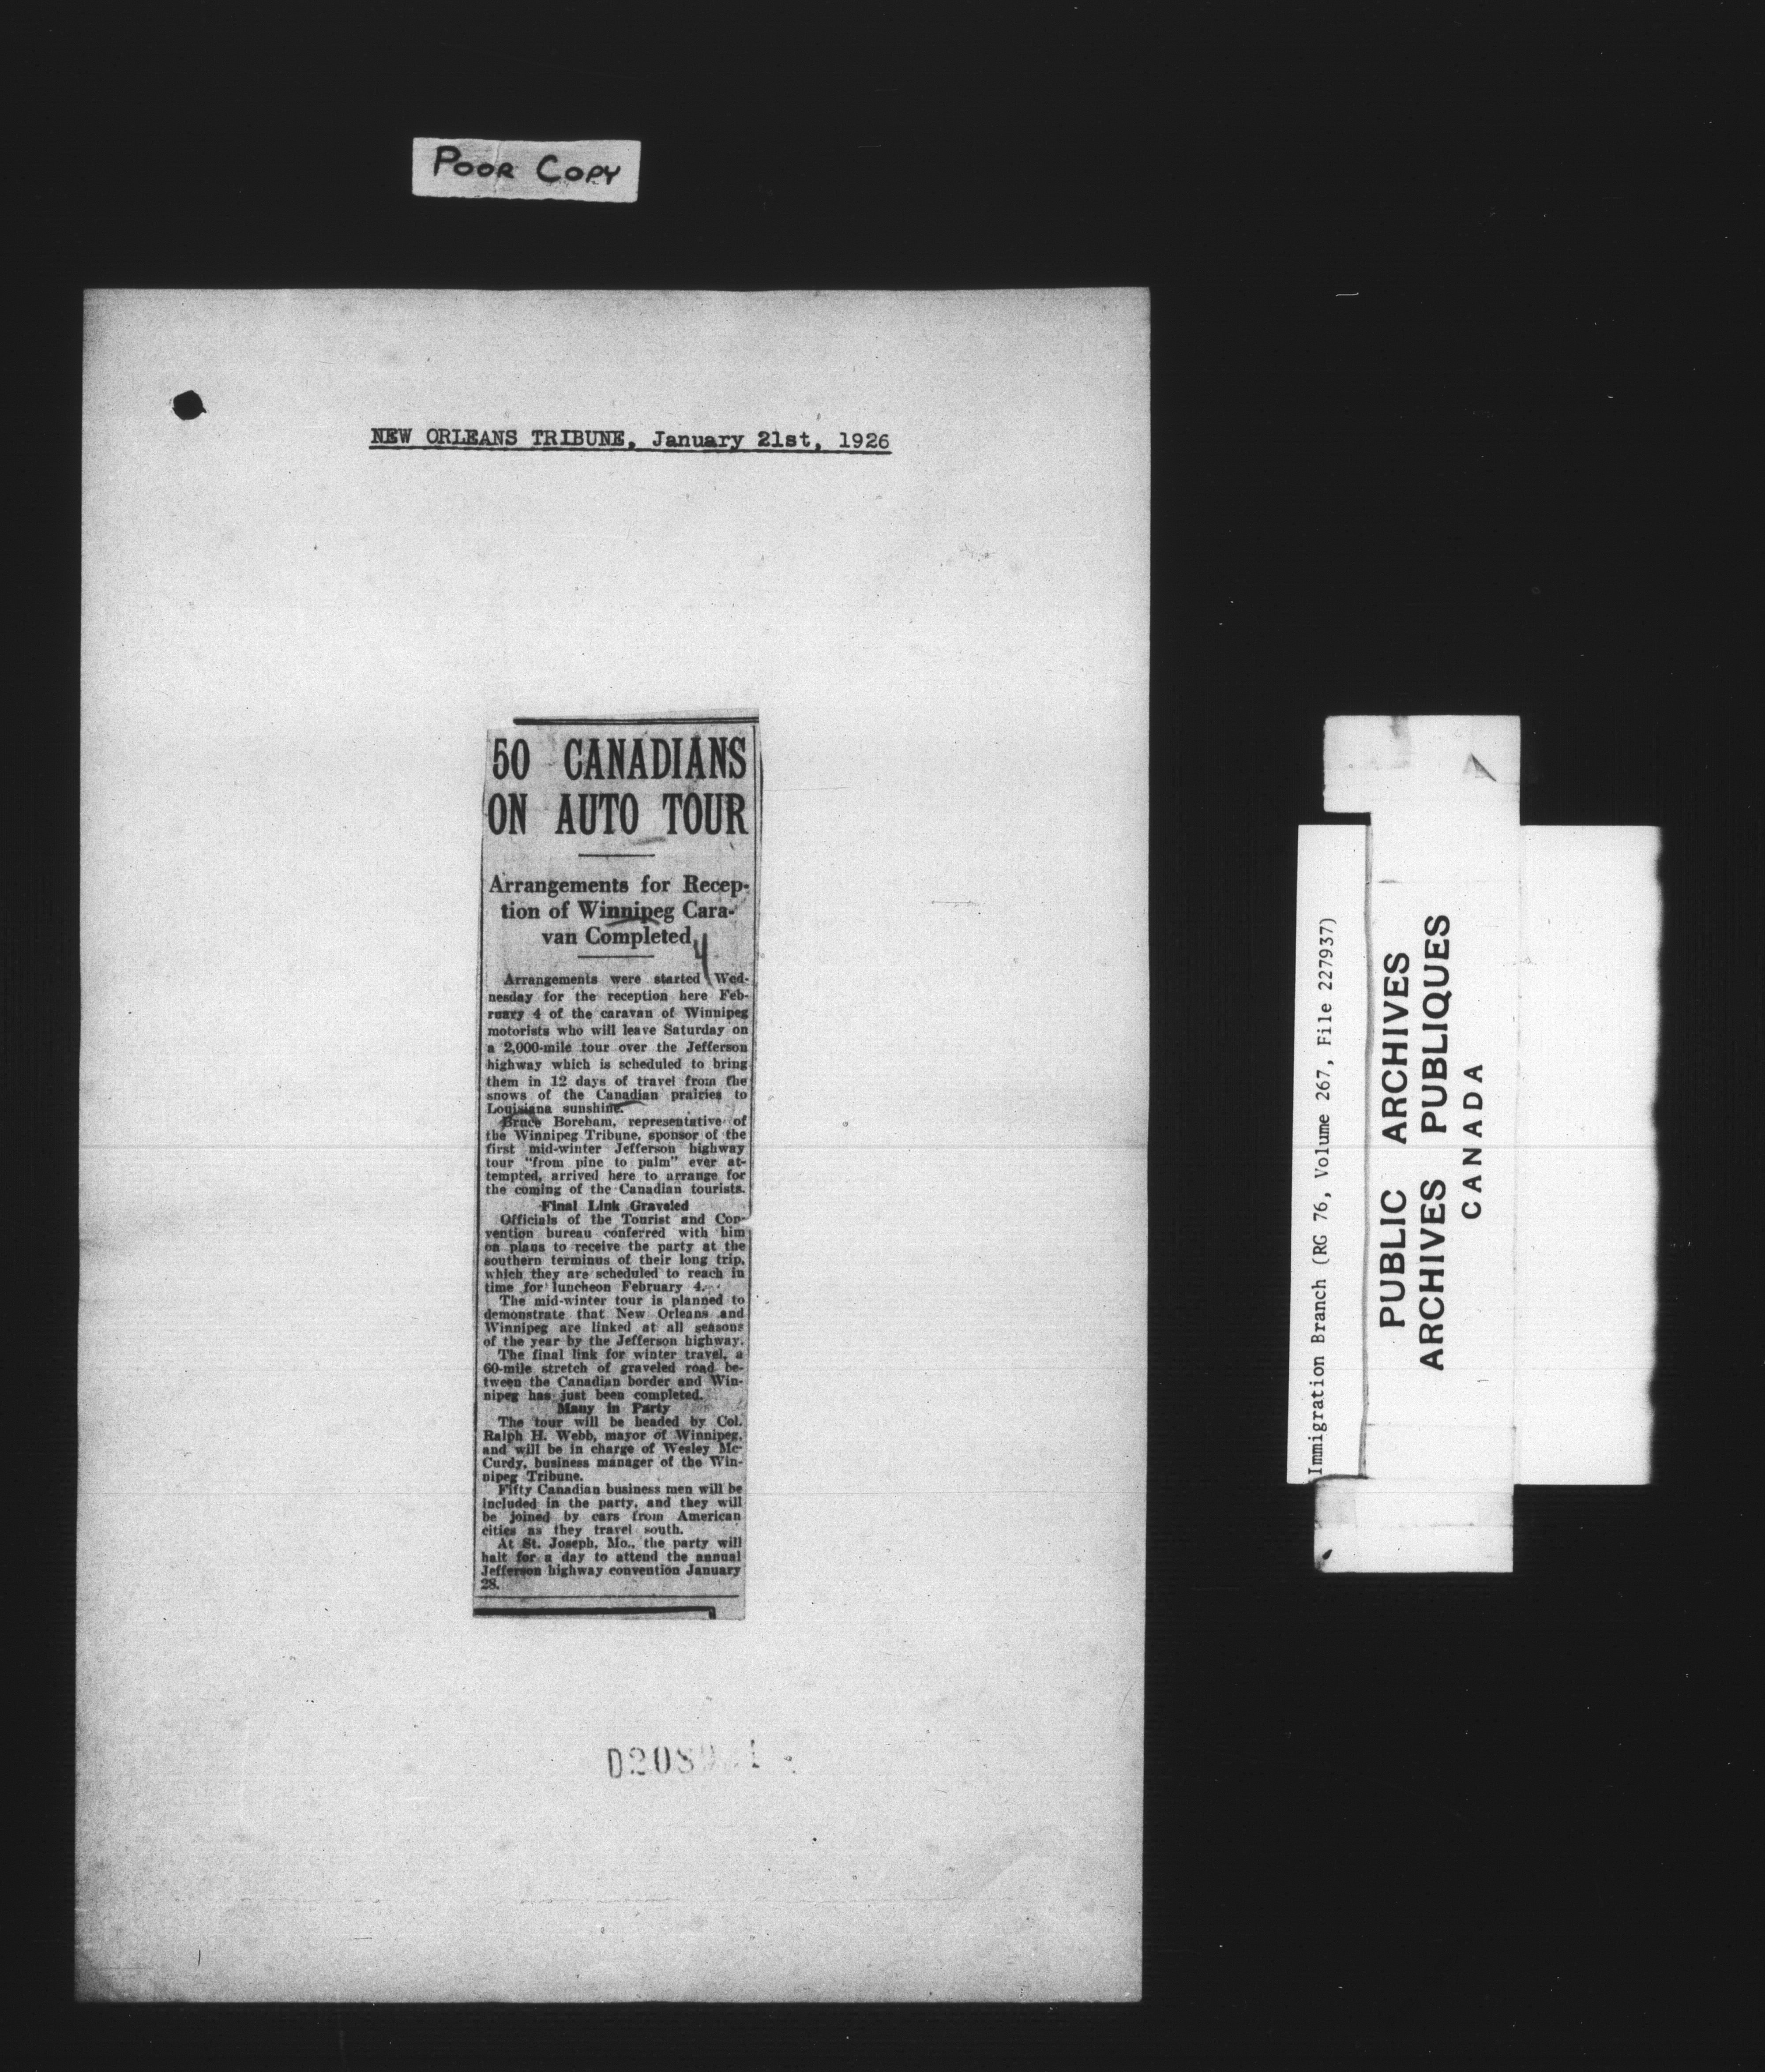 POOR COPY
NEW ORLEANS TRIBUNE, January 21st, 1926
50 CANADIANS
ON AUTO TOUR
Arrangements for Recep-
tion of Winnipeg Cara-
van Completed
Arrangements were started Wed-
nesday for the reception here Feb-
ruary 4 of the caravan of Winnipeg
motorists who will leave Saturday on
a 2,000-mile tour over the Jefferson
highway which is scheduled to bring
them in 12 days of travel from the
snows of the Canadian prairies to
Louisiana sunshine.
Bruce Boreham, representative of
the Winnipeg Tribune, sponsor of the
first mid-winter Jefferson highway
tour "from pine to palm" ever at-
tempted, arrived here to arrange for
the coming of the Canadian tourists.
Final Link Graveled
Officials of the Tourist and Con-
vention bureau conferred with him
on plans to receive the party at the
southern terminus of their long trip,
which they are scheduled to reach in
time for luncheon February 4.
The mid-winter tour is planned to
demonstrate that New Orleans and
Winnipeg are linked at all seasons
of the year by the Jefferson highway.
The final link for winter travel, a
60-mile stretch of graveled road be-
tween the Canadian border and Win-
nipeg has just been completed.
Many in Party
The tour will be headed by Col.
Ralph H. Webb, mayor of Winnipeg,
and will be in charge of Wesley Mc-
Curdy, business manager of the Win-
nipeg Tribune.
Fifty Canadian business men will be
included in the party, and they will
be joined by cars from American
cities as they travel south.
At St. Joseph, Mo., the party will
halt for a day to attend the annual
Jefferson highway convention January
28.
Immigration Branch (RG 76, Volume 267, File 227937)
PUBLIC ARCHIVES
ARCHIVES PUBLIQUES
CANADA